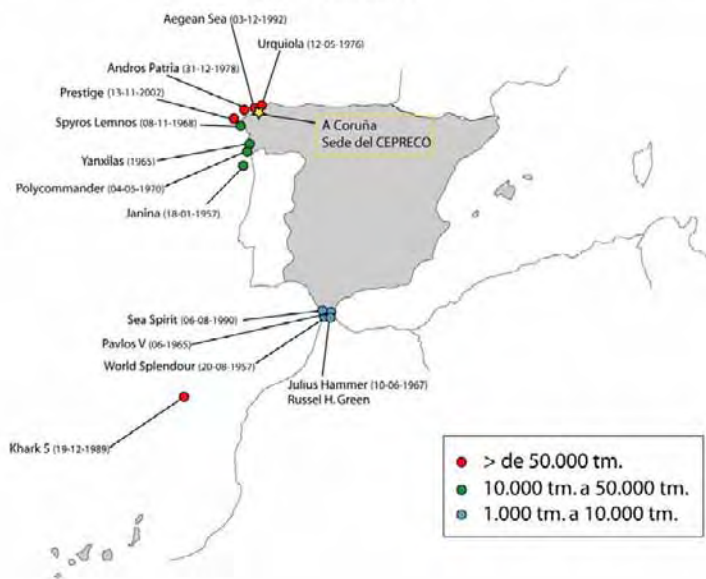 Aegean Sea (03-12-1992)
Urquiola (12-05-1976)
Andros Patria (31-12-1978)
Prestige (13-11-2002)
Spyros Lemnos (08-11-1968)
A Coruña
Sede del CEPRECO
Yanxilas (1965)
Polycommander (04-05-1970)
Janina (18-01-1957)
Sea Spirit (06-08-1990)
Pavlos V (06-1965)
World Splendour (20-08-1957)
Julius Hammer (10-06-1967)
Russel H. Green
Khark 5 (19-12-1989)
> de 50.000 tm.
10.000 tm. a 50.000 tm.
1.000 tm. a 10.000 tm.